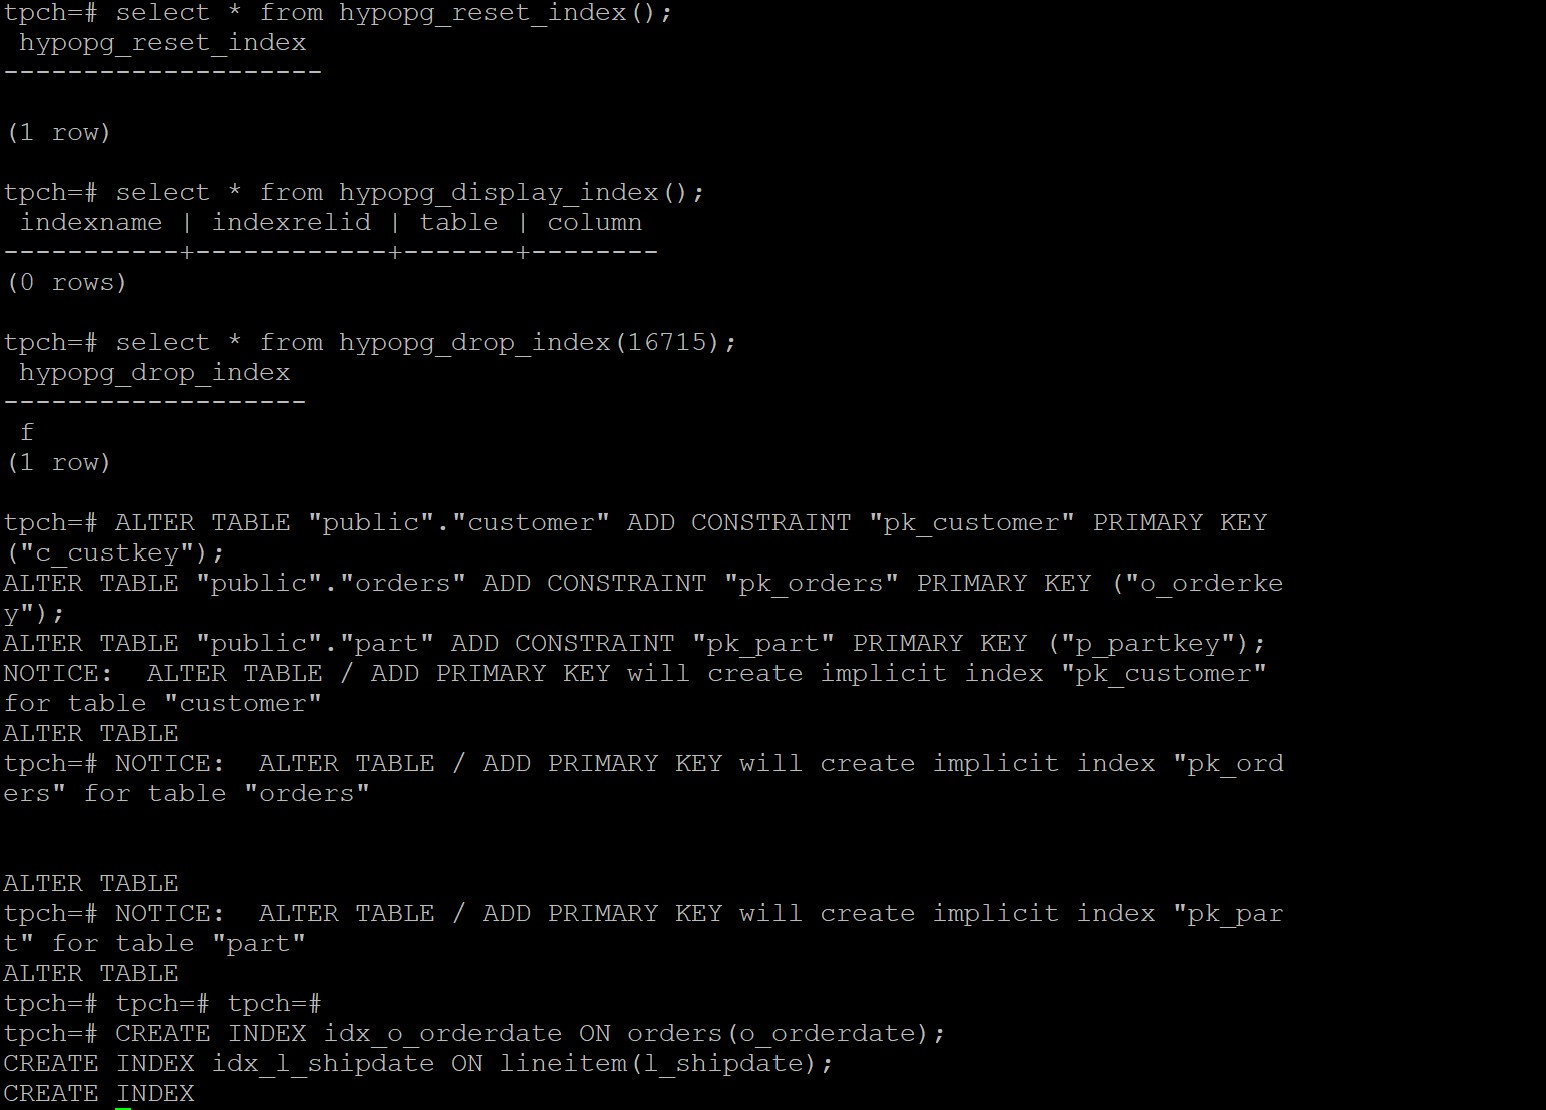 tpch=# select * from hypopg_reset_index();
 hypopg_reset_index
--------------------

(1 row)

tpch=# select * from hypopg_display_index();
 indexname | indexrelid | table | column
-----------+------------+-------+--------
(0 rows)

tpch=# select * from hypopg_drop_index(16715);
 hypopg_drop_index
-------------------
 f
(1 row)

tpch=# ALTER TABLE "public"."customer" ADD CONSTRAINT "pk_customer" PRIMARY KEY
("c_custkey");
ALTER TABLE "public"."orders" ADD CONSTRAINT "pk_orders" PRIMARY KEY ("o_orderke
y");
ALTER TABLE "public"."part" ADD CONSTRAINT "pk_part" PRIMARY KEY ("p_partkey");
NOTICE:  ALTER TABLE / ADD PRIMARY KEY will create implicit index "pk_customer"
for table "customer"
ALTER TABLE
tpch=# NOTICE:  ALTER TABLE / ADD PRIMARY KEY will create implicit index "pk_ord
ers" for table "orders"


ALTER TABLE
tpch=# NOTICE:  ALTER TABLE / ADD PRIMARY KEY will create implicit index "pk_par
t" for table "part"
ALTER TABLE
tpch=# tpch=# tpch=#
tpch=# CREATE INDEX idx_o_orderdate ON orders(o_orderdate);
CREATE INDEX idx_l_shipdate ON lineitem(l_shipdate);
CREATE INDEX